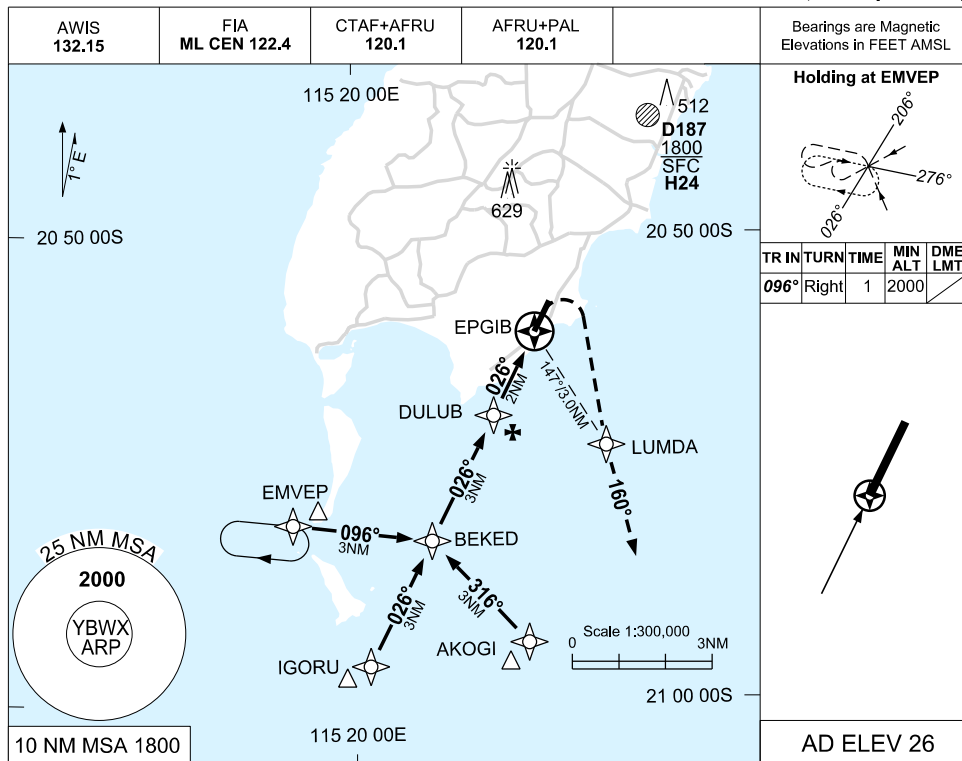 AWIS
132.15
FIA
ML CEN 122.4
CTAF+AFRU
120.1
AFRU+PAL
120.1
Bearings are Magnetic
Elevations in FEET AMSL
115 20 00E
1° E
512
D187
1800
SFC
H24
629
20 50 00S
20 50 00S
Holding at EMVEP
206°
276°
026°
TR IN TURN TIME MIN ALT DME LMT
096° Right 1 2000
EPGIB
026°
2NM
147°/3.0NM
DULUB
LUMDA
026°
3NM
160°
EMVEP
096°
3NM
BEKED
25 NM MSA
2000
YBWX
ARP
026°
3NM
316°
3NM
IGORU
AKOGI
Scale 1:300,000
0 3NM
21 00 00S
115 20 00E
10 NM MSA 1800
AD ELEV 26